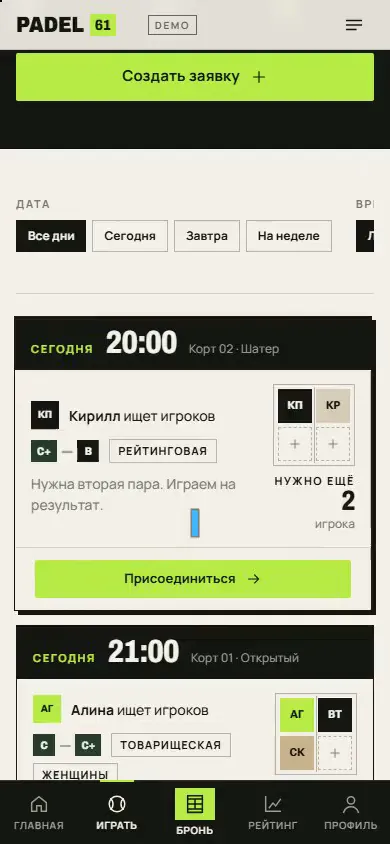 PADEL 61 DEMO
Создать заявку +
ДАТА
Все дни Сегодня Завтра На неделе
СЕГОДНЯ 20:00 Корт 02 · Шатер
КП Кирилл ищет игроков
C+ — B РЕЙТИНГОВАЯ
Нужна вторая пара. Играем на
результат.
КП КР
+ +
НУЖНО ЕЩЁ
2
игрока
Присоединиться →
СЕГОДНЯ 21:00 Корт 01 · Открытый
АГ Алина ищет игроков
C — C+ ТОВАРИЩЕСКАЯ
ЖЕНЩИНЫ
АГ ВТ
СК +
ГЛАВНАЯ ИГРАТЬ БРОНЬ РЕЙТИНГ ПРОФИЛЬ